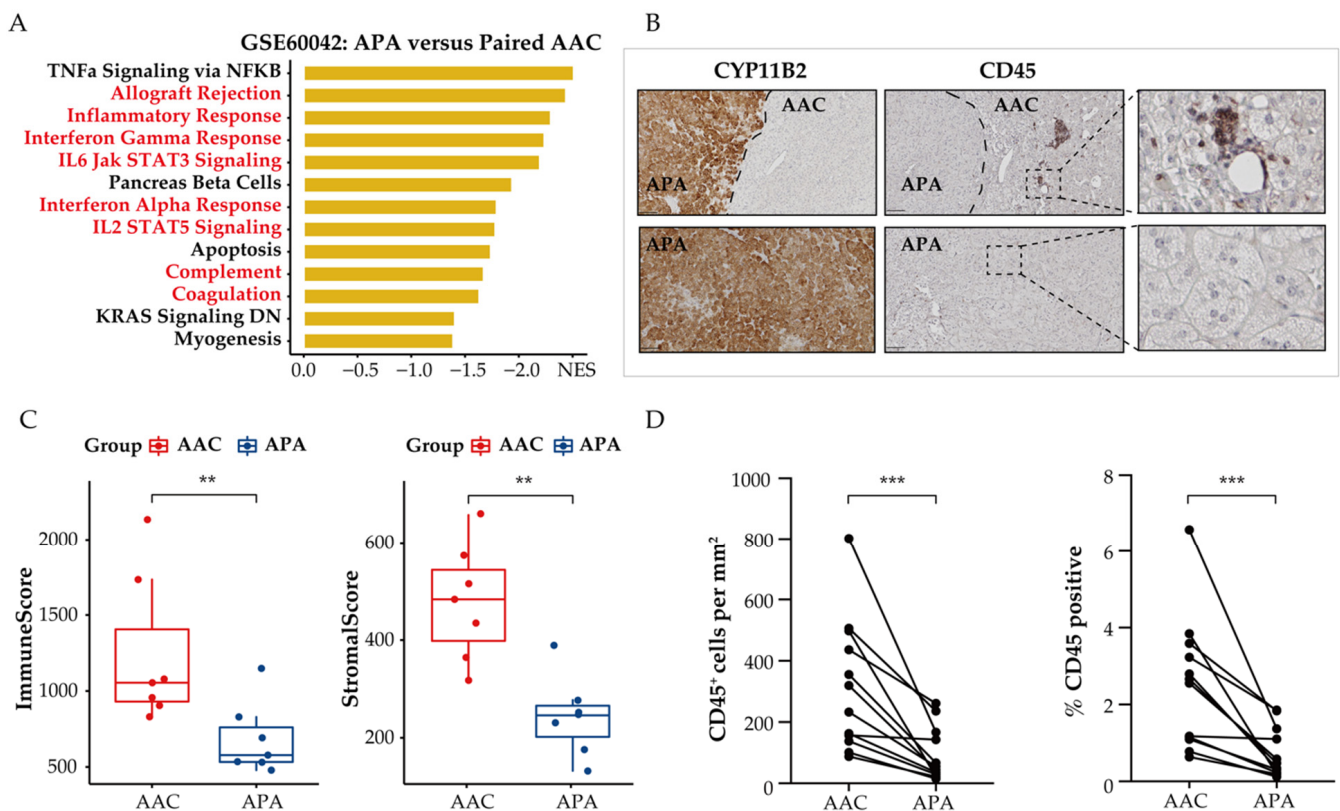 A
GSE60042: APA versus Paired AAC
TNFa Signaling via NFKB
Allograft Rejection
Inflammatory Response
Interferon Gamma Response
IL6 Jak STAT3 Signaling
Pancreas Beta Cells
Interferon Alpha Response
IL2 STAT5 Signaling
Apoptosis
Complement
Coagulation
KRAS Signaling DN
Myogenesis
0.0 −0.5 −1.0 −1.5 −2.0 NES
B
CYP11B2 CD45
AAC AAC
APA APA
APA APA
C
Group AAC APA
**
ImmuneScore
2000
1500
1000
500
AAC APA
Group AAC APA
**
StromalScore
600
400
200
AAC APA
D
***
CD45⁺ cells per mm²
1000
800
600
400
200
0
AAC APA
***
% CD45 positive
8
6
4
2
0
AAC APA